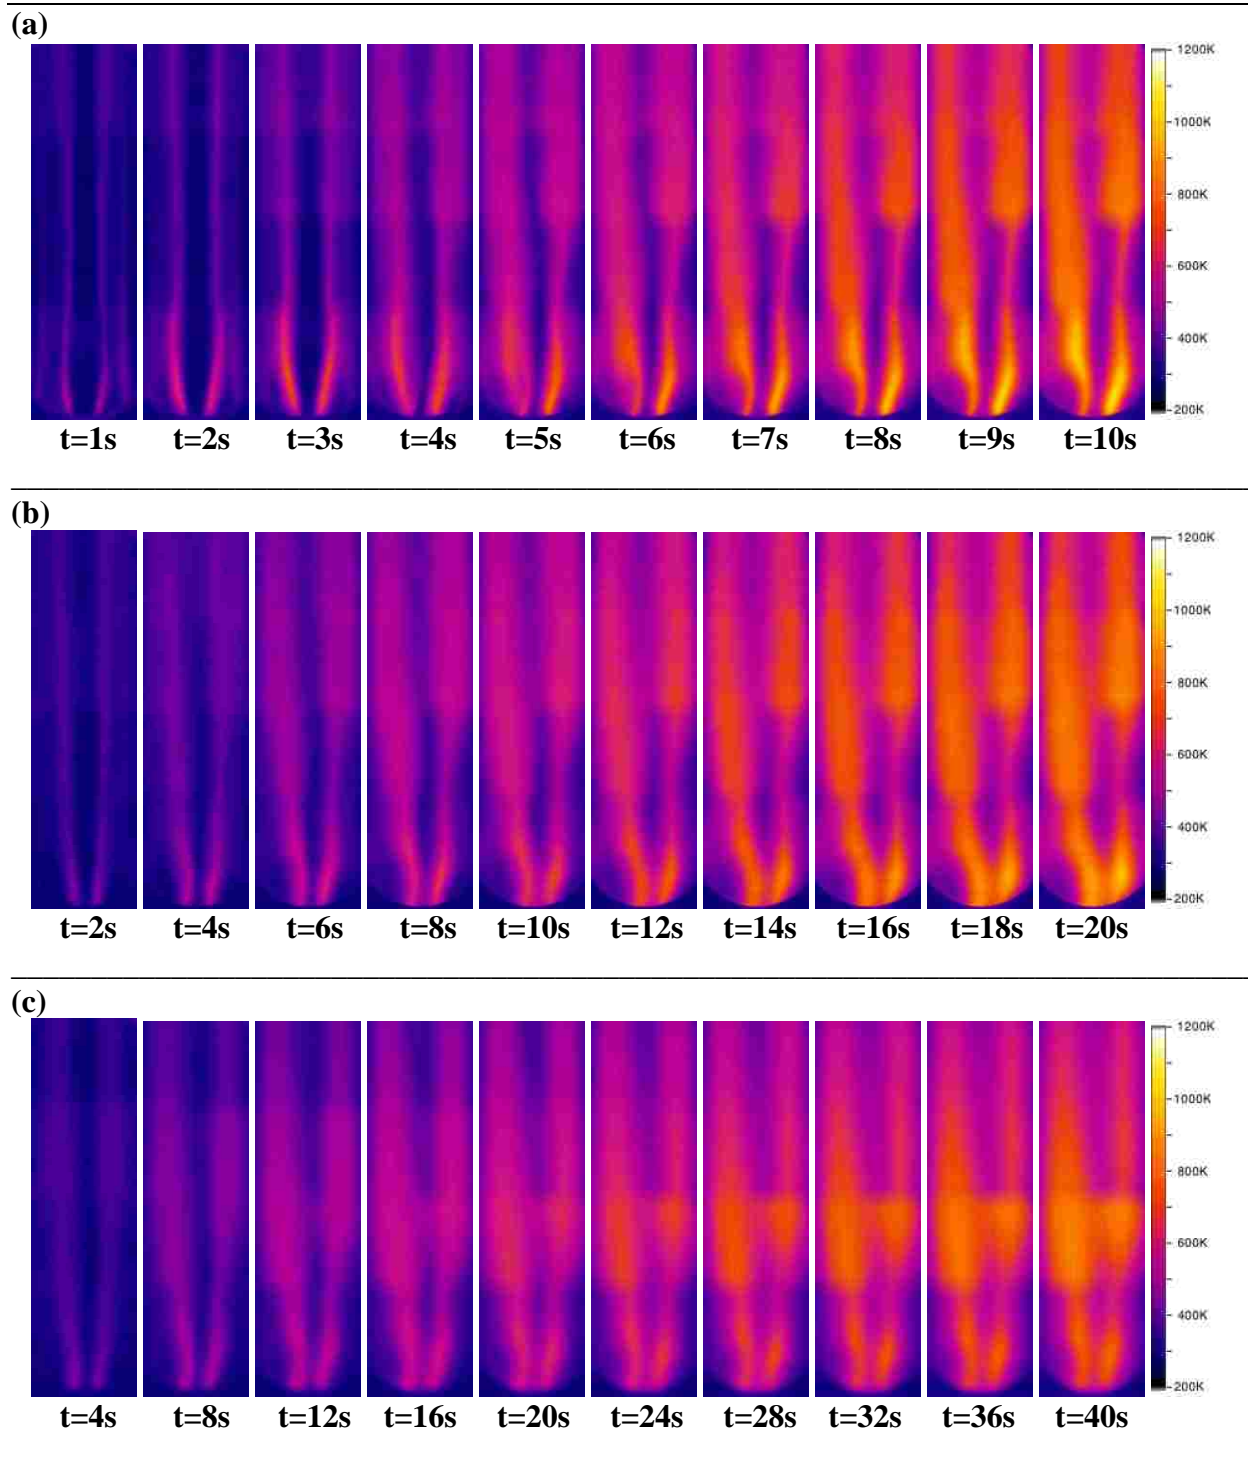 (a)
1200K
1000K
800K
600K
400K
200K
t=1s t=2s t=3s t=4s t=5s t=6s t=7s t=8s t=9s t=10s
(b)
1200K
1000K
800K
600K
400K
200K
t=2s t=4s t=6s t=8s t=10s t=12s t=14s t=16s t=18s t=20s
(c)
1200K
1000K
800K
600K
400K
200K
t=4s t=8s t=12s t=16s t=20s t=24s t=28s t=32s t=36s t=40s